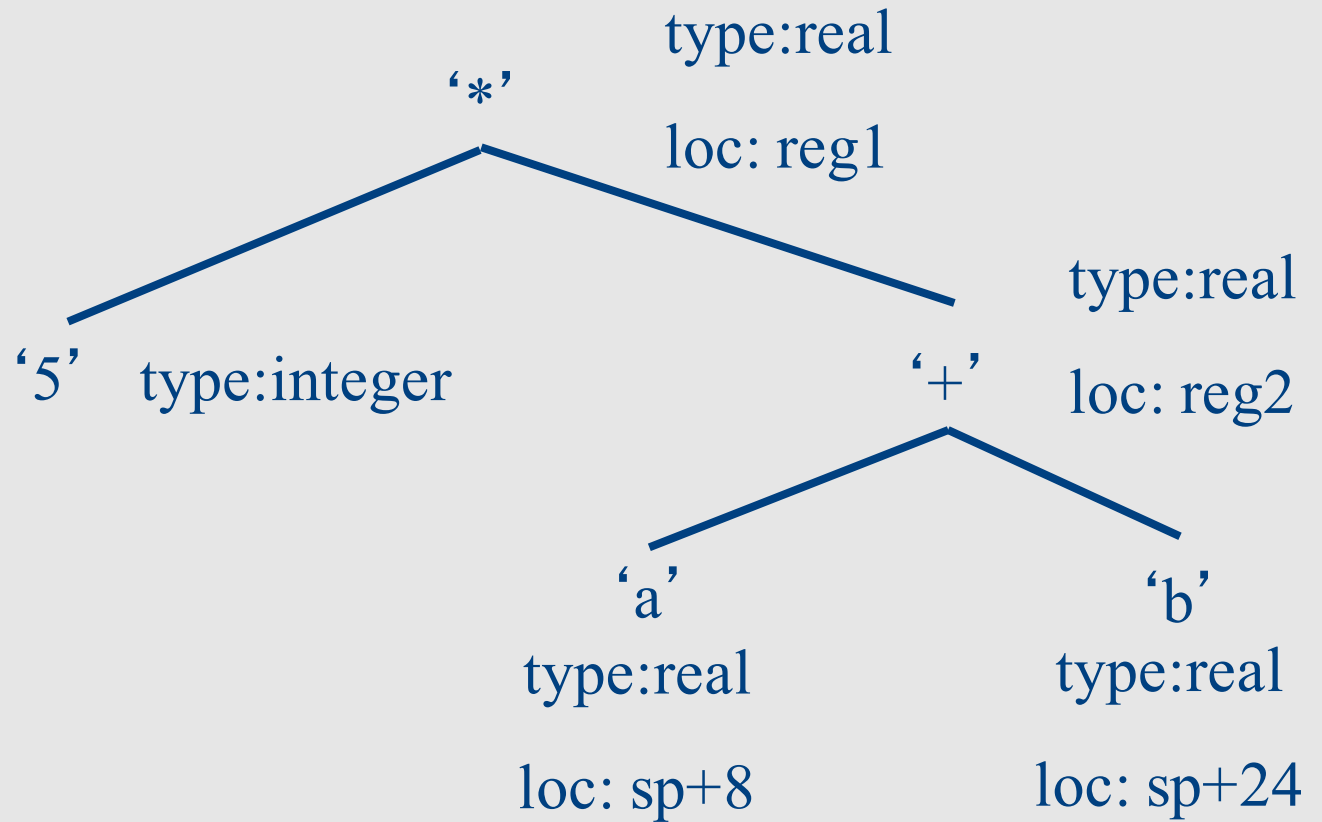 type:real
‘*’
loc: reg1
type:real
‘5’ type:integer
‘+’
loc: reg2
‘a’
‘b’
type:real
type:real
loc: sp+8
loc: sp+24